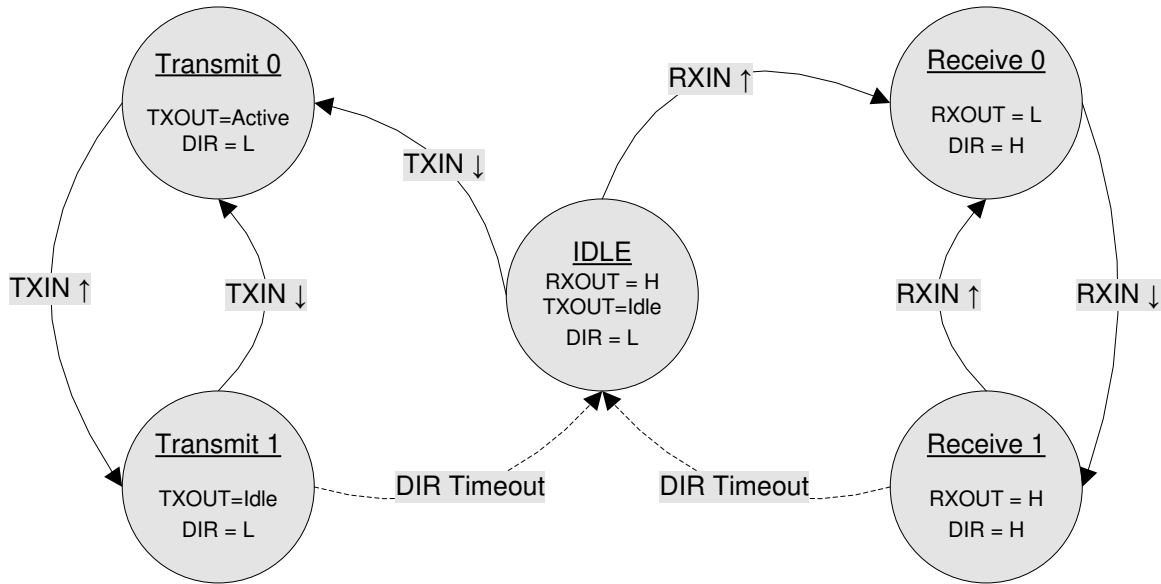 Transmit 0
TXOUT=Active
DIR = L
Receive 0
RXOUT = L
DIR = H
RXIN ↑
TXIN ↓
IDLE
RXOUT = H
TXOUT=Idle
DIR = L
TXIN ↑
TXIN ↓
RXIN ↑
RXIN ↓
Transmit 1
TXOUT=Idle
DIR = L
DIR Timeout
DIR Timeout
Receive 1
RXOUT = H
DIR = H